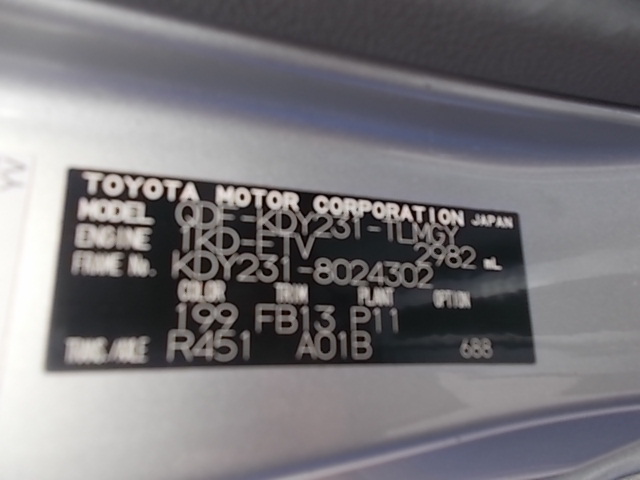 TOYOTA MOTOR CORPORATION JAPAN
MODEL QDF-KDY231-TLMGY
ENGINE 1KD-FTV 2982 mL
FRAME No. KDY231-8024302
COLOR TRIM PLANT OPTION
199 FB13 P11
TRANS/AXLE R451 A01B 688